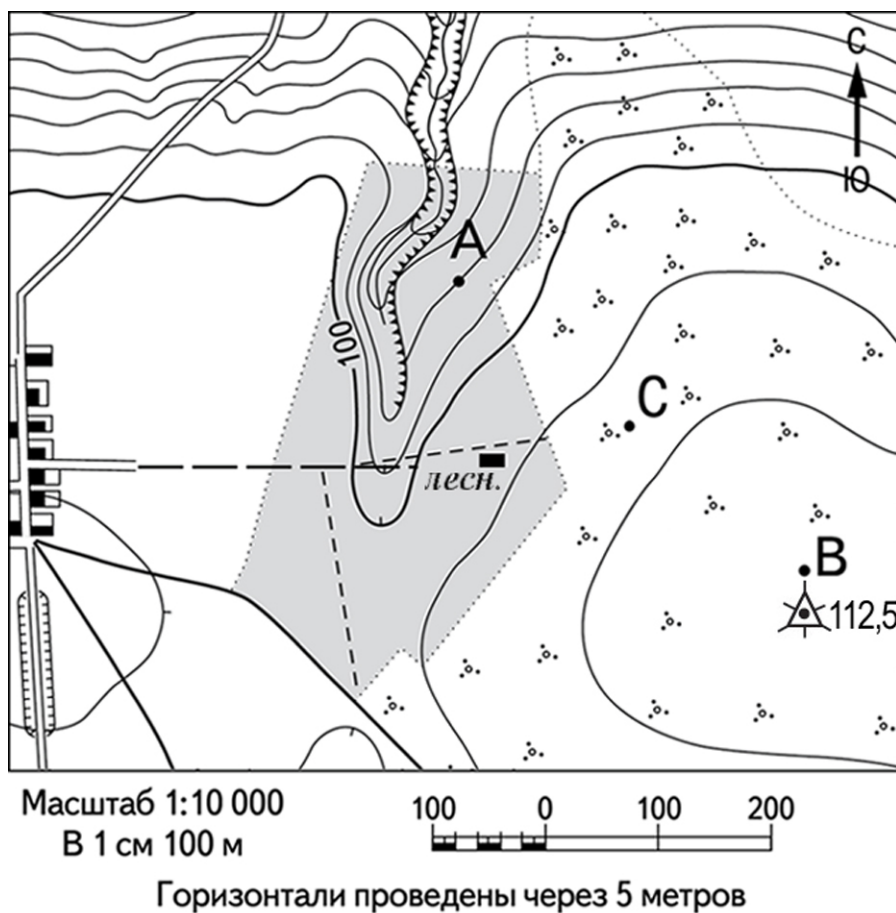 С
Ю
А
100
С
лесн.
В
112,5
Масштаб 1:10 000
В 1 см 100 м
100 0 100 200
Горизонтали проведены через 5 метров